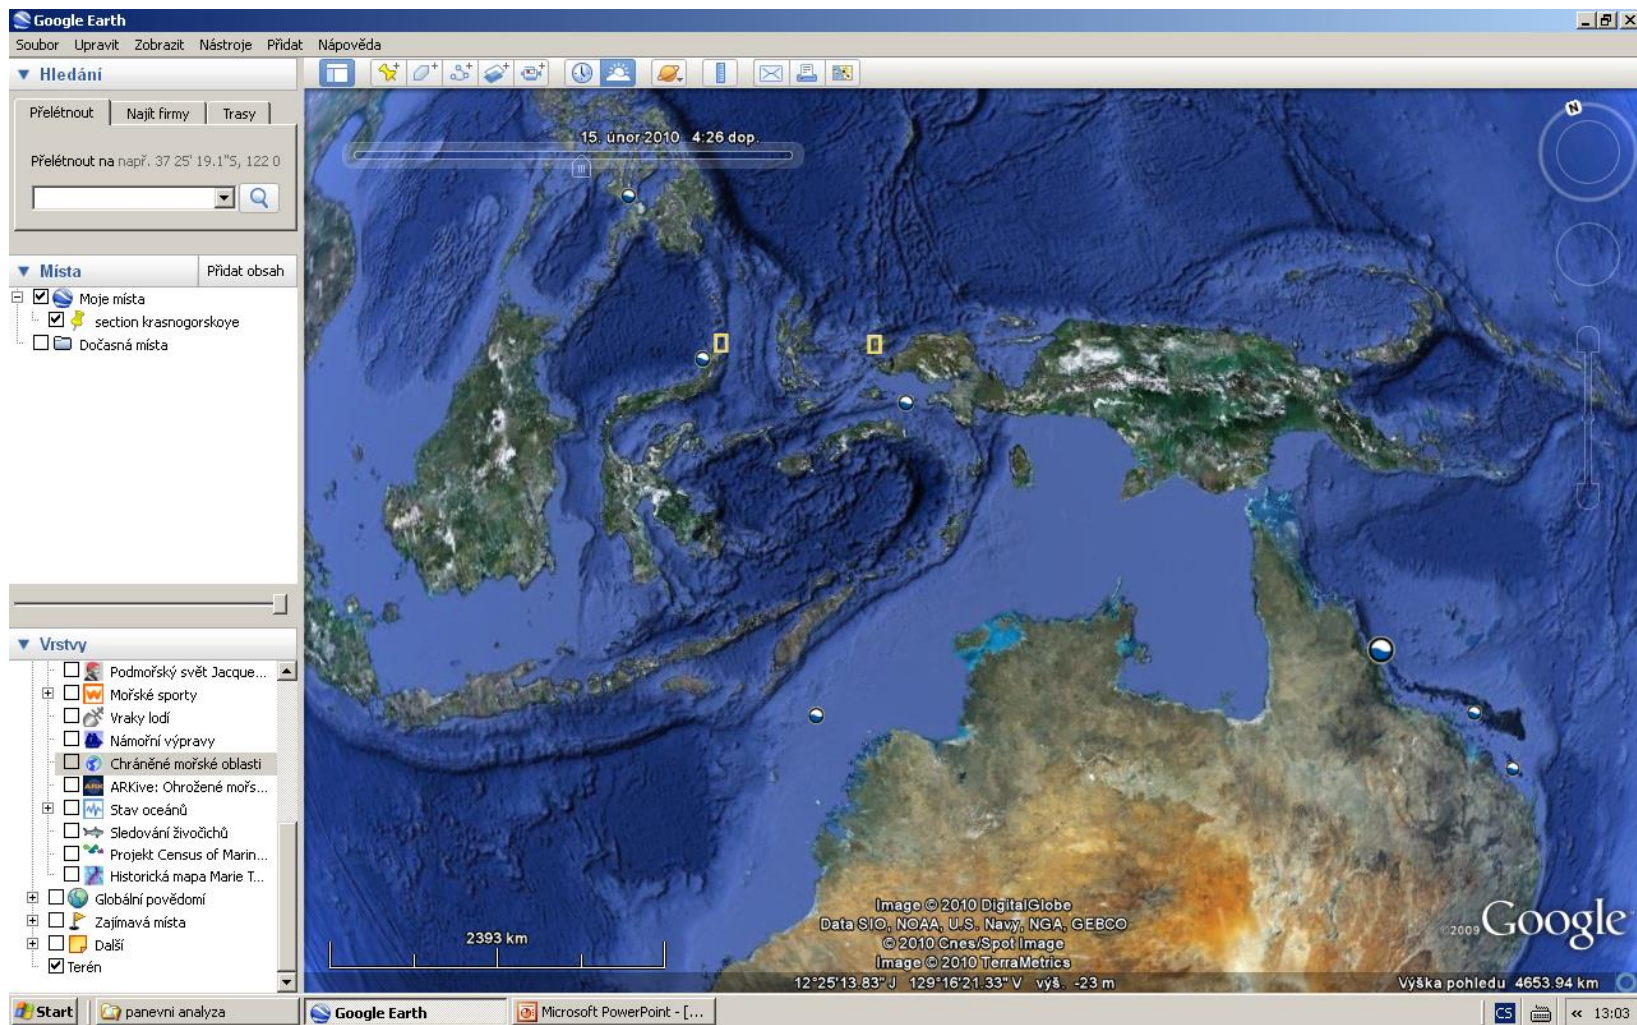 Google Earth
Soubor Upravit Zobrazit Nástroje Přidat Nápověda
Hledání
Přelétnout
Najít firmy
Trasy
Přelétnout na např. 37 25' 19.1"S, 122 0
Místa
Přidat obsah
Moje místa
section krasnogorskoye
Dočasná místa
Vrstvy
Podmořský svět Jacque...
Mořské sporty
Vraky lodí
Námořní výpravy
Chráněné mořské oblasti
ARKive: Ohrožené mořs...
Stav oceánů
Sledování živočichů
Projekt Census of Marin...
Historická mapa Marie T...
Globální povědomí
Zajímavá místa
Další
Terén
15. únor 2010 4:26 dop.
N
2393 km
Image © 2010 DigitalGlobe
Data SIO, NOAA, U.S. Navy, NGA, GEBCO
© 2010 Cnes/Spot Image
Image © 2010 TerraMetrics
©2009 Google
12°25'13.83" J 129°16'21.33" V výš. -23 m
Výška pohledu 4653.94 km
Start
panevni analyza
Google Earth
Microsoft PowerPoint - [...
CS
« 13:03